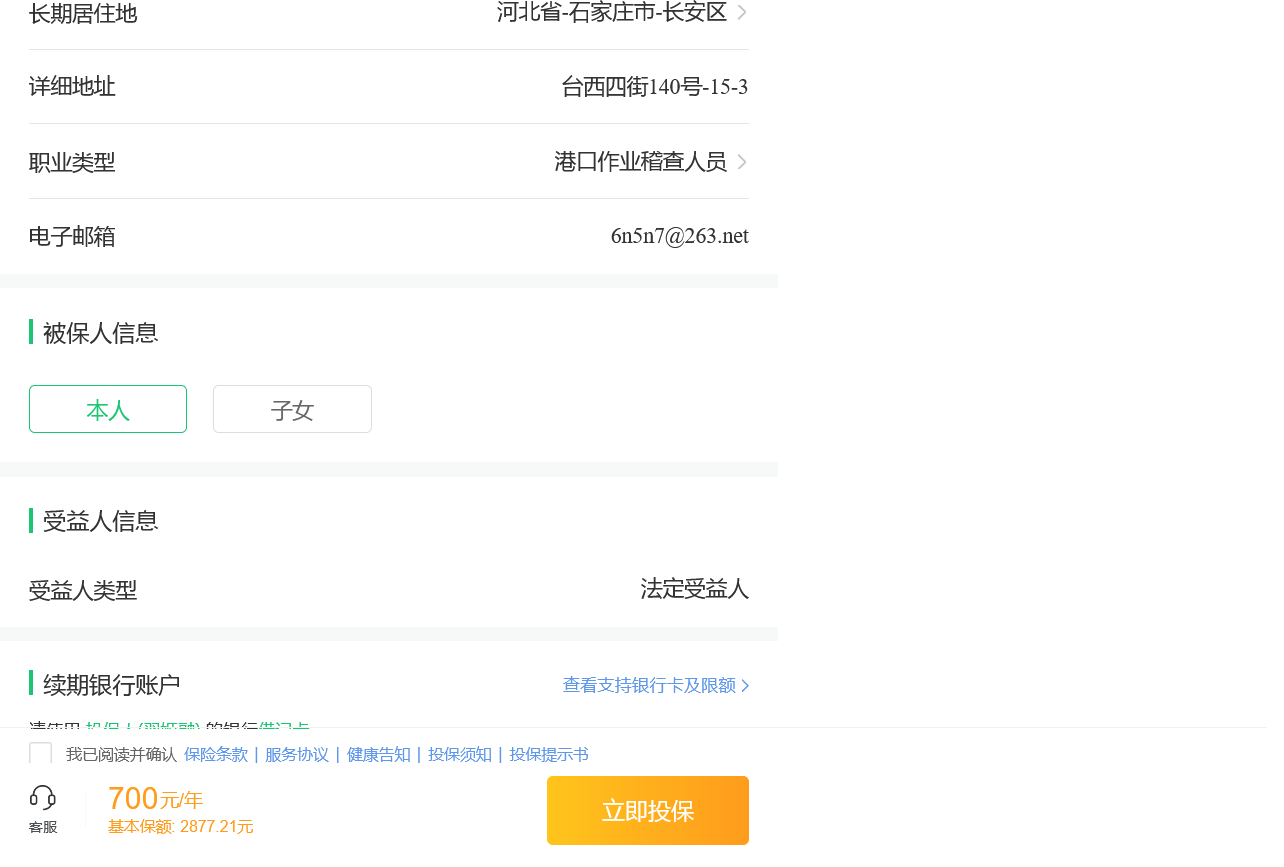 长期居住地 河北省-石家庄市-长安区
详细地址 台西四街140号-15-3
职业类型 港口作业稽查人员
电子邮箱 6n5n7@263.net
被保人信息
本人 子女
受益人信息
受益人类型 法定受益人
续期银行账户 查看支持银行卡及限额
我已阅读并确认 保险条款 | 服务协议 | 健康告知 | 投保须知 | 投保提示书
700元/年
立即投保
客服
基本保额: 2877.21元